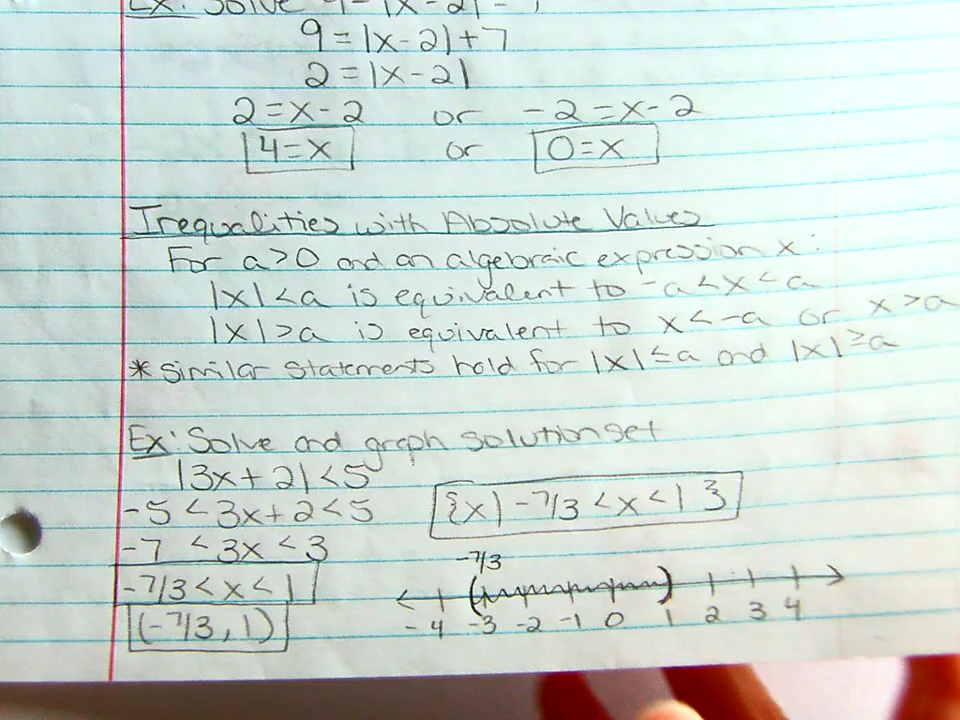 Ex: Solve
9=|x-2|+7
2=|x-2|
2=x-2 or -2=x-2
4=x or 0=x
Inequalities with Absolute Values
For a>0 and an algebraic expression x:
|x|<a is equivalent to -a<x<a
|x|>a is equivalent to x<-a or x>a
* Similar statements hold for |x|≤a and |x|≥a
Ex: Solve and graph solution set
|3x+2|<5
-5<3x+2<5 {x|-7/3<x<1}
-7<3x<3
-7/3
-7/3<x<1
-4 -3 -2 -1 0 1 2 3 4
(-7/3, 1)